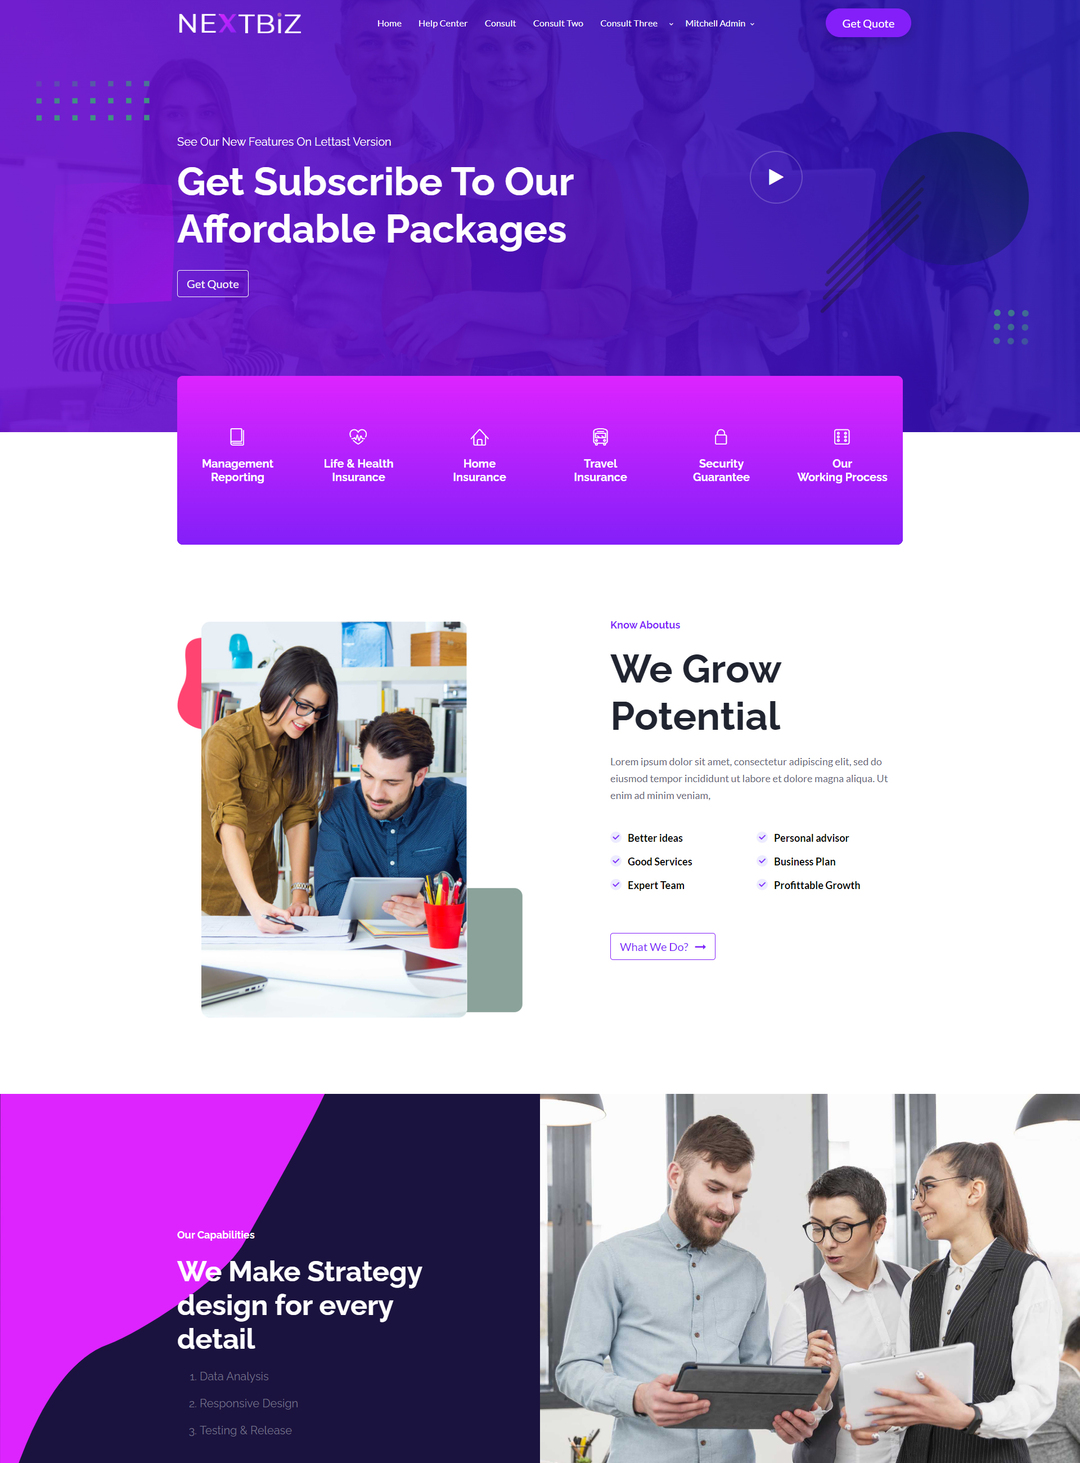 NEXTBiZ
Home Help Center Consult Consult Two Consult Three Mitchell Admin
Get Quote
See Our New Features On Lettast Version
Get Subscribe To Our
Affordable Packages
Get Quote
Management
Reporting
Life & Health
Insurance
Home
Insurance
Travel
Insurance
Security
Guarantee
Our
Working Process
Know Aboutus
We Grow
Potential
Lorem ipsum dolor sit amet, consectetur adipiscing elit, sed do
eiusmod tempor incididunt ut labore et dolore magna aliqua. Ut
enim ad minim veniam,
Better ideas
Personal advisor
Good Services
Business Plan
Expert Team
Profittable Growth
What We Do?
Our Capabilities
We Make Strategy
design for every
detail
1. Data Analysis
2. Responsive Design
3. Testing & Release